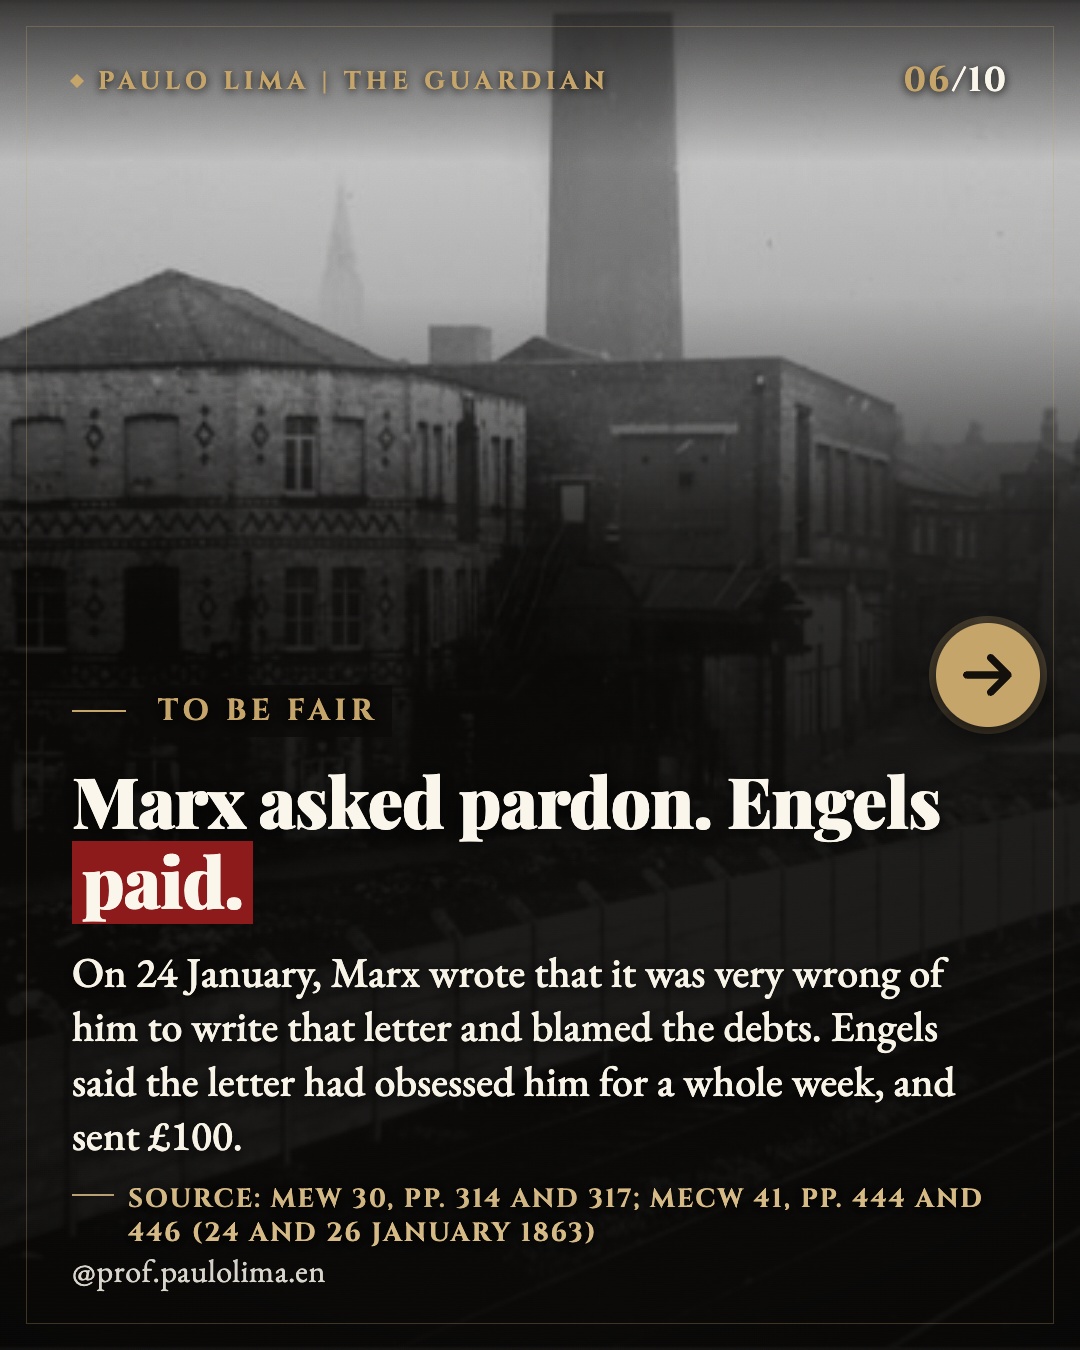 PAULO LIMA | THE GUARDIAN
06/10
TO BE FAIR
Marx asked pardon. Engels
paid.
On 24 January, Marx wrote that it was very wrong of
him to write that letter and blamed the debts. Engels
said the letter had obsessed him for a whole week, and
sent £100.
SOURCE: MEW 30, PP. 314 AND 317; MECW 41, PP. 444 AND
446 (24 AND 26 JANUARY 1863)
@prof.paulolima.en